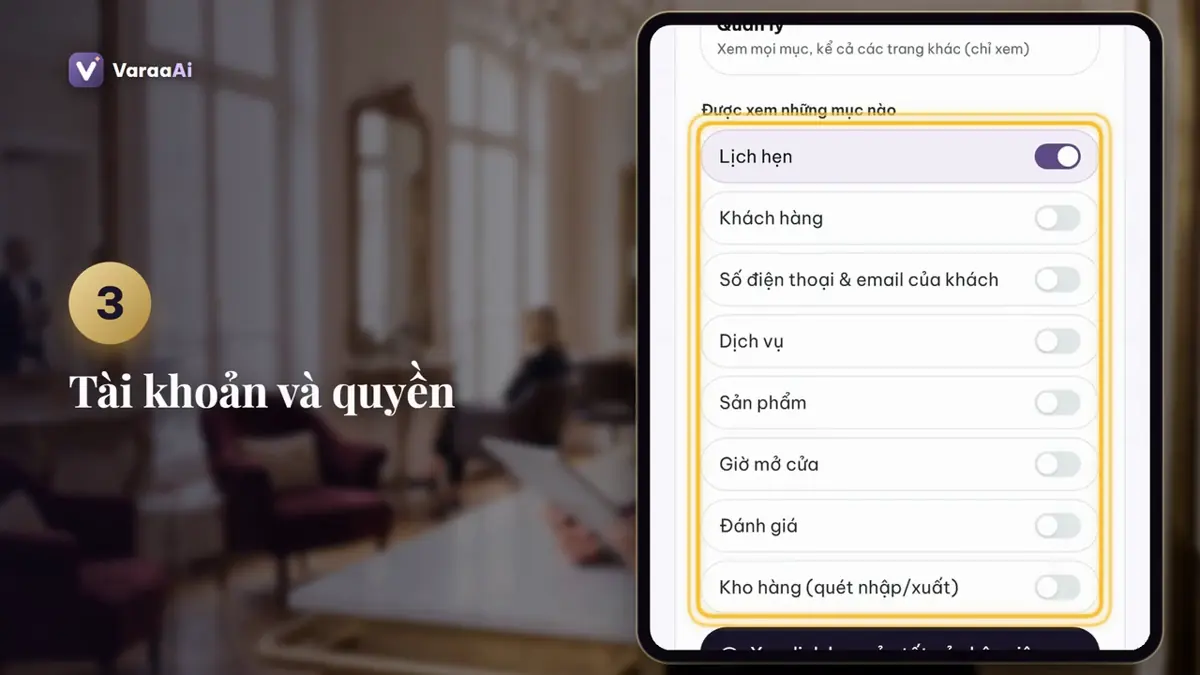 VaraaAi
3
Tài khoản và quyền
Quản lý
Xem mọi mục, kể cả các trang khác (chỉ xem)
Được xem những mục nào
Lịch hẹn
Khách hàng
Số điện thoại & email của khách
Dịch vụ
Sản phẩm
Giờ mở cửa
Đánh giá
Kho hàng (quét nhập/xuất)